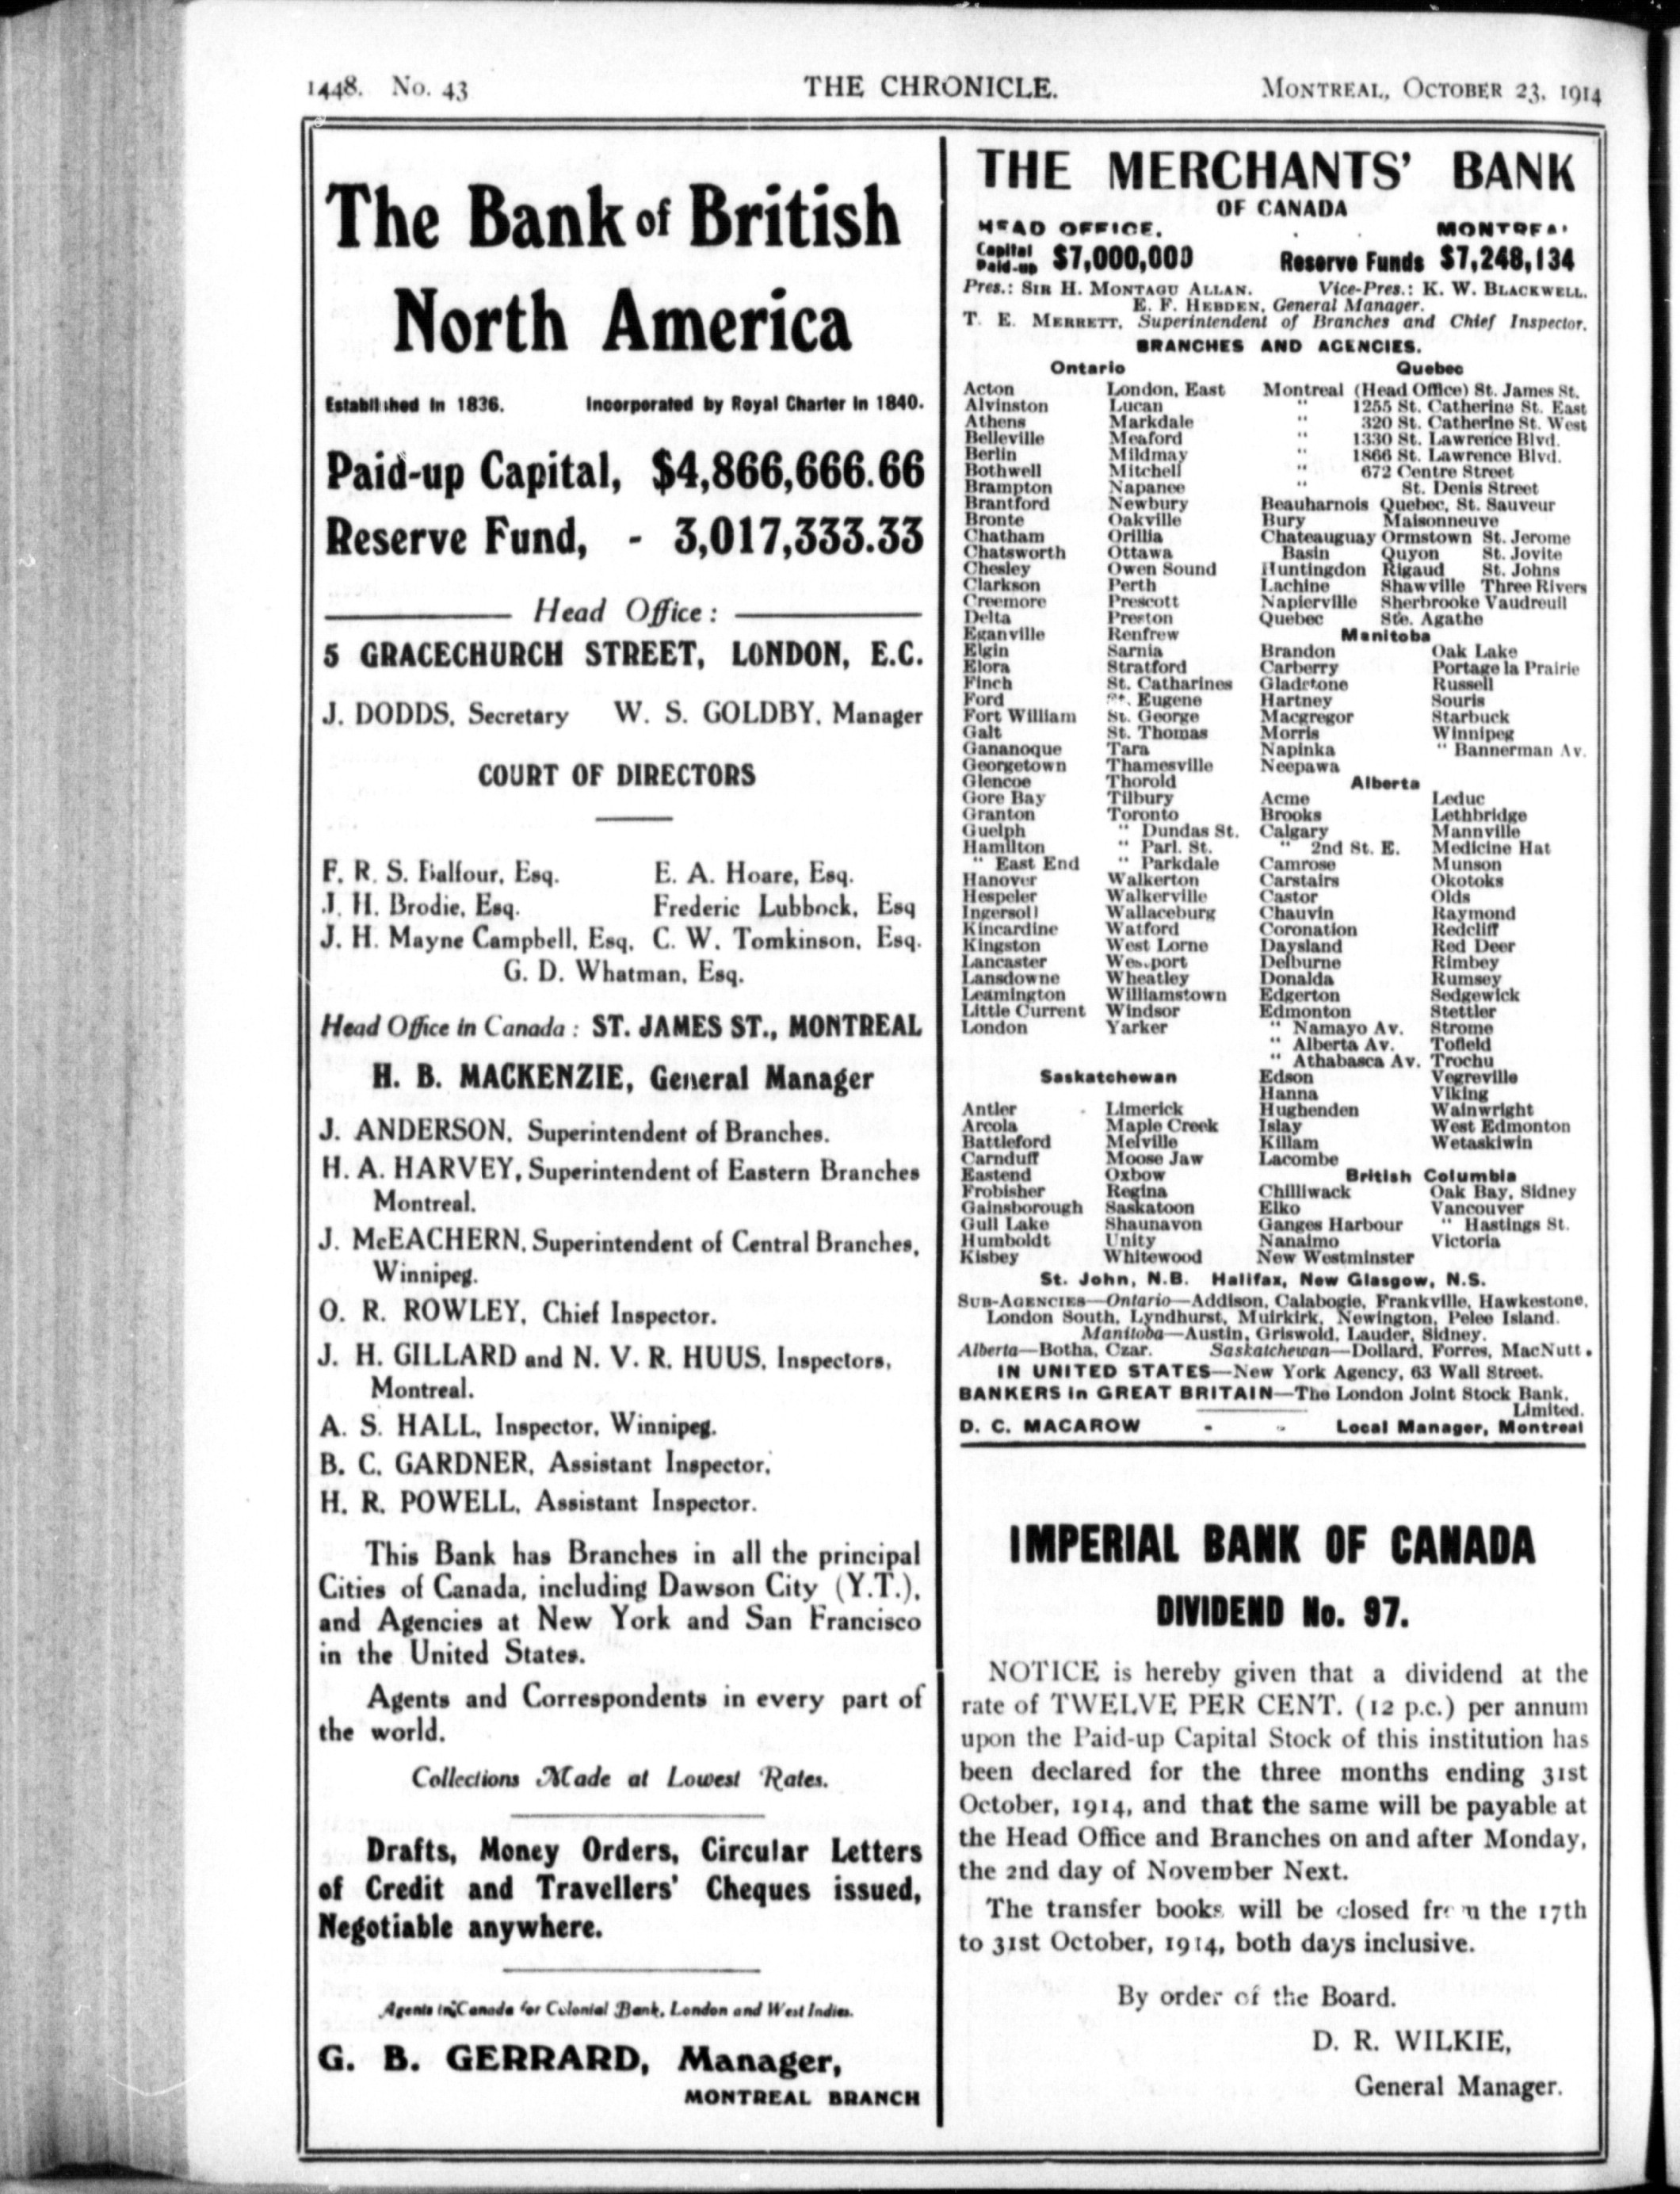 1448. No. 43 THE CHRONICLE. MONTREAL, OCTOBER 23, 1914
The Bank of British
North America
Established in 1836. Incorporated by Royal Charter in 1840.
Paid-up Capital, $4,866,666.66
Reserve Fund, - 3,017,333.33
Head Office :
5 GRACECHURCH STREET, LONDON, E.C.
J. DODDS, Secretary W. S. GOLDBY, Manager
COURT OF DIRECTORS
F. R. S. Balfour, Esq. E. A. Hoare, Esq.
J. H. Brodie, Esq. Frederic Lubbock, Esq
J. H. Mayne Campbell, Esq. C. W. Tomkinson, Esq.
G. D. Whatman, Esq.
Head Office in Canada : ST. JAMES ST., MONTREAL
H. B. MACKENZIE, General Manager
J. ANDERSON, Superintendent of Branches.
H. A. HARVEY, Superintendent of Eastern Branches
Montreal.
J. McEACHERN, Superintendent of Central Branches,
Winnipeg.
O. R. ROWLEY, Chief Inspector.
J. H. GILLARD and N. V. R. HUUS, Inspectors,
Montreal.
A. S. HALL, Inspector, Winnipeg.
B. C. GARDNER, Assistant Inspector.
H. R. POWELL, Assistant Inspector.
This Bank has Branches in all the principal
Cities of Canada, including Dawson City (Y.T.),
and Agencies at New York and San Francisco
in the United States.
Agents and Correspondents in every part of
the world.
Collections Made at Lowest Rates.
Drafts, Money Orders, Circular Letters
of Credit and Travellers' Cheques issued,
Negotiable anywhere.
Agents in Canada for Colonial Bank, London and West Indies.
G. B. GERRARD, Manager,
MONTREAL BRANCH
THE MERCHANTS' BANK
OF CANADA
HEAD OFFICE. MONTREAL
Capital Paid-up $7,000,000 Reserve Funds $7,248,134
Pres.: SIR H. MONTAGU ALLAN. Vice-Pres.: K. W. BLACKWELL.
E. F. HEBDEN, General Manager.
T. E. MERRETT, Superintendent of Branches and Chief Inspector.
BRANCHES AND AGENCIES.
Ontario
Acton London, East
Alvinston Lucan
Athens Markdale
Belleville Meaford
Berlin Mildmay
Bothwell Mitchell
Brampton Napanee
Brantford Newbury
Bronte Oakville
Chatham Orillia
Chatsworth Ottawa
Chesley Owen Sound
Clarkson Perth
Creemore Prescott
Delta Preston
Eganville Renfrew
Elgin Sarnia
Elora Stratford
Finch St. Catharines
Ford St. Eugene
Fort William St. George
Galt St. Thomas
Gananoque Tara
Georgetown Thamesville
Glencoe Thorold
Gore Bay Tilbury
Granton Toronto
Guelph " Dundas St.
Hamilton " Parl. St.
" East End " Parkdale
Hanover Walkerton
Hespeler Walkerville
Ingersoll Wallaceburg
Kincardine Watford
Kingston West Lorne
Lancaster Westport
Lansdowne Wheatley
Leamington Williamstown
Little Current Windsor
London Yarker
Saskatchewan
Antler Limerick
Arcola Maple Creek
Battleford Melville
Carnduff Moose Jaw
Eastend Oxbow
Frobisher Regina
Gainsborough Saskatoon
Gull Lake Shaunavon
Humboldt Unity
Kisbey Whitewood
Quebec
Montreal (Head Office) St. James St.
" 1255 St. Catherine St. East
" 320 St. Catherine St. West
" 1330 St. Lawrence Blvd.
" 1866 St. Lawrence Blvd.
" 672 Centre Street
" St. Denis Street
Beauharnois Quebec, St. Sauveur
Bury Maisonneuve
Chateauguay Ormstown St. Jerome
Basin Quyon St. Jovite
Huntingdon Rigaud St. Johns
Lachine Shawville Three Rivers
Napierville Sherbrooke Vaudreuil
Quebec Ste. Agathe
Manitoba
Brandon Oak Lake
Carberry Portage la Prairie
Gladstone Russell
Hartney Souris
Macgregor Starbuck
Morris Winnipeg
Napinka " Bannerman Av.
Neepawa
Alberta
Acme Leduc
Brooks Lethbridge
Calgary Mannville
" 2nd St. E. Medicine Hat
Camrose Munson
Carstairs Okotoks
Castor Olds
Chauvin Raymond
Coronation Redcliff
Daysland Red Deer
Delburne Rimbey
Donalda Rumsey
Edgerton Sedgewick
Edmonton Stettler
" Namayo Av. Strome
" Alberta Av. Tofield
" Athabasca Av. Trochu
Edson Vegreville
Hanna Viking
Hughenden Wainwright
Islay West Edmonton
Killam Wetaskiwin
Lacombe
British Columbia
Chilliwack Oak Bay, Sidney
Elko Vancouver
Ganges Harbour " Hastings St.
Nanaimo Victoria
New Westminster
St. John, N.B. Halifax, New Glasgow, N.S.
SUB-AGENCIES—Ontario—Addison, Calabogie, Frankville, Hawkestone,
London South, Lyndhurst, Muirkirk, Newington, Pelee Island.
Manitoba—Austin, Griswold, Lauder, Sidney.
Alberta—Botha, Czar. Saskatchewan—Dollard, Forres, MacNutt.
IN UNITED STATES—New York Agency, 63 Wall Street.
BANKERS in GREAT BRITAIN—The London Joint Stock Bank,
Limited.
D. C. MACAROW - - Local Manager, Montreal
IMPERIAL BANK OF CANADA
DIVIDEND No. 97.
NOTICE is hereby given that a dividend at the
rate of TWELVE PER CENT. (12 p.c.) per annum
upon the Paid-up Capital Stock of this institution has
been declared for the three months ending 31st
October, 1914, and that the same will be payable at
the Head Office and Branches on and after Monday,
the 2nd day of November Next.
The transfer books will be closed from the 17th
to 31st October, 1914, both days inclusive.
By order of the Board.
D. R. WILKIE,
General Manager.